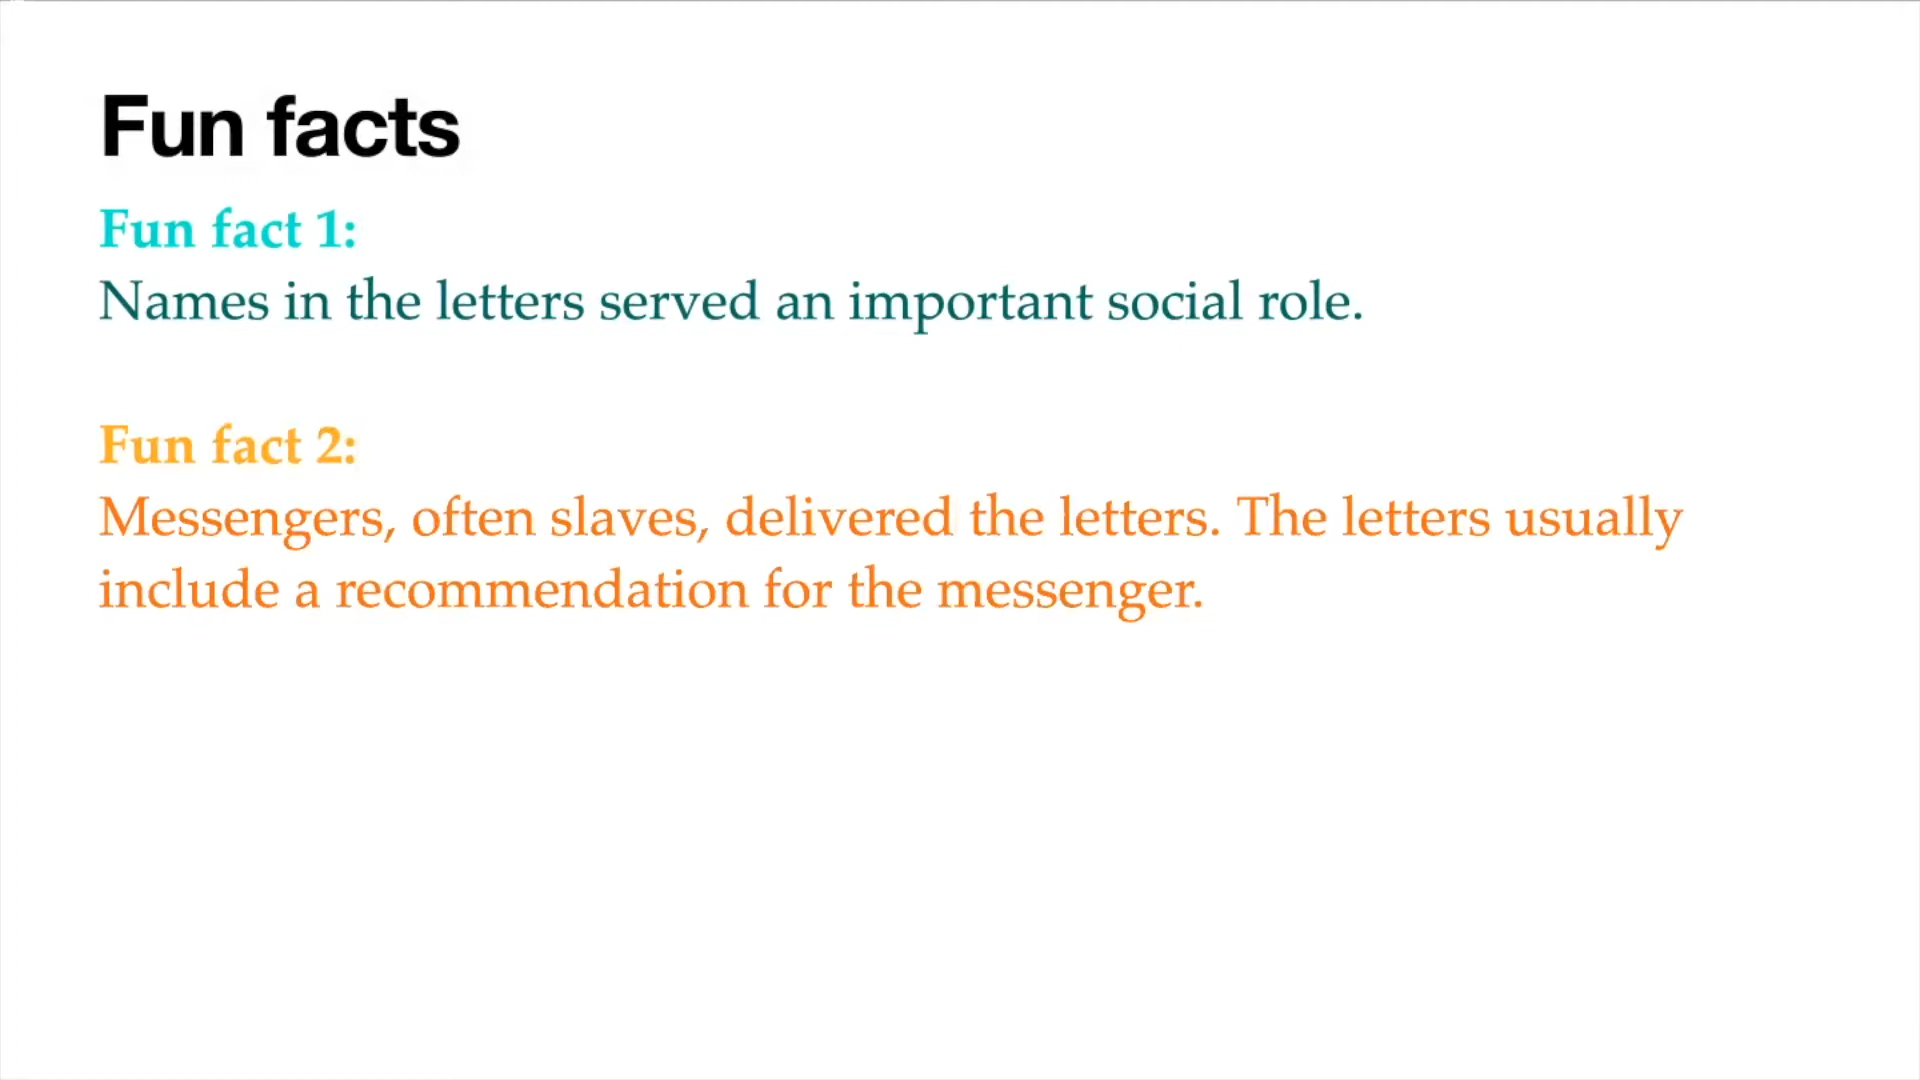 Fun facts
Fun fact 1:
Names in the letters served an important social role.
Fun fact 2:
Messengers, often slaves, delivered the letters. The letters usually
include a recommendation for the messenger.